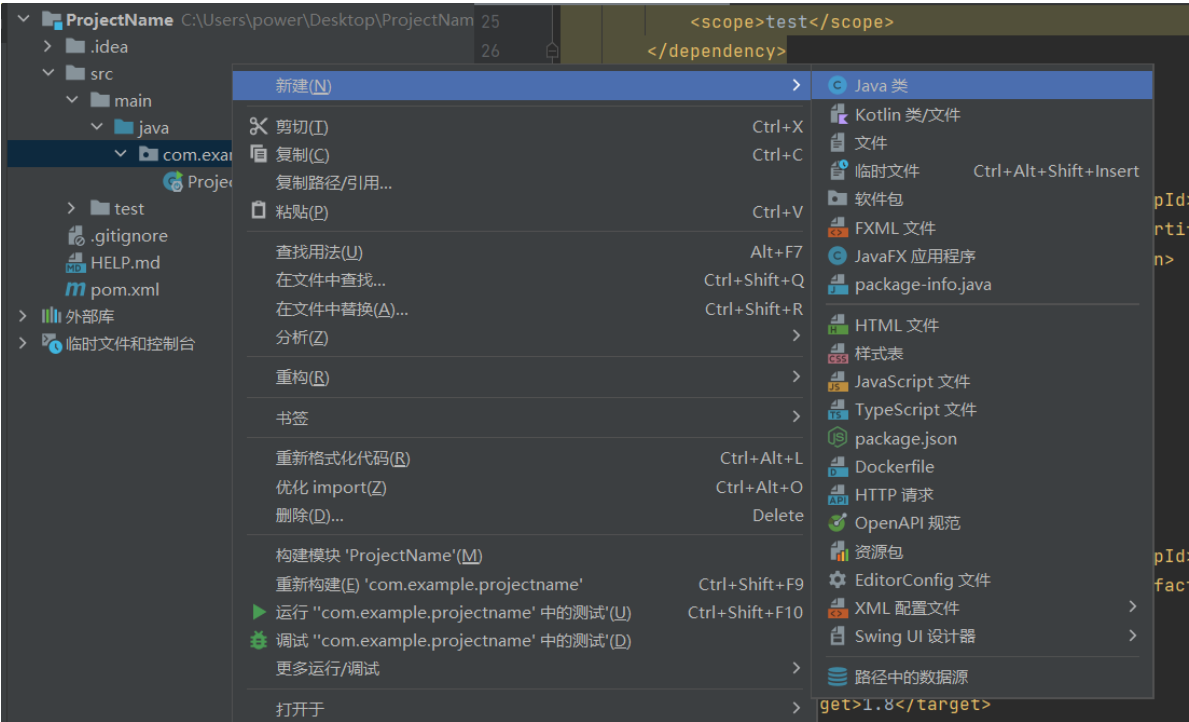 ProjectName C:\Users\power\Desktop\ProjectNam
.idea
src
main
java
com.exa
Projec
test
.gitignore
HELP.md
pom.xml
外部库
临时文件和控制台
25 <scope>test</scope>
26 </dependency>
新建(N)
剪切(T) Ctrl+X
复制(C) Ctrl+C
复制路径/引用...
粘贴(P) Ctrl+V
查找用法(U) Alt+F7
在文件中查找... Ctrl+Shift+Q
在文件中替换(A)... Ctrl+Shift+R
分析(Z)
重构(R)
书签
重新格式化代码(R) Ctrl+Alt+L
优化 import(Z) Ctrl+Alt+O
删除(D)... Delete
构建模块 'ProjectName'(M)
重新构建(E) 'com.example.projectname' Ctrl+Shift+F9
运行 ''com.example.projectname' 中的测试'(U) Ctrl+Shift+F10
调试 ''com.example.projectname' 中的测试'(D)
更多运行/调试
打开于
Java 类
Kotlin 类/文件
文件
临时文件 Ctrl+Alt+Shift+Insert
软件包
FXML 文件
JavaFX 应用程序
package-info.java
HTML 文件
样式表
JavaScript 文件
TypeScript 文件
package.json
Dockerfile
HTTP 请求
OpenAPI 规范
资源包
EditorConfig 文件
XML 配置文件
Swing UI 设计器
路径中的数据源
pId>
rtif
n>
pId>
fact
get>1.8</target>